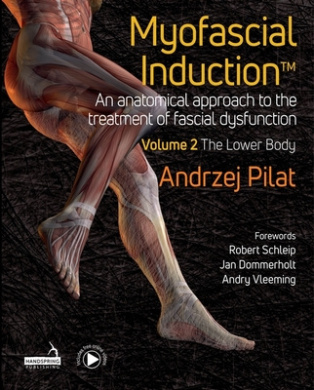 Myofascial
Induction™
An anatomical approach to the
treatment of fascial dysfunction
Volume 2 The Lower Body
Andrzej Pilat
Forewords
Robert Schleip
Jan Dommerholt
Andry Vleeming
HANDSPRING
PUBLISHING